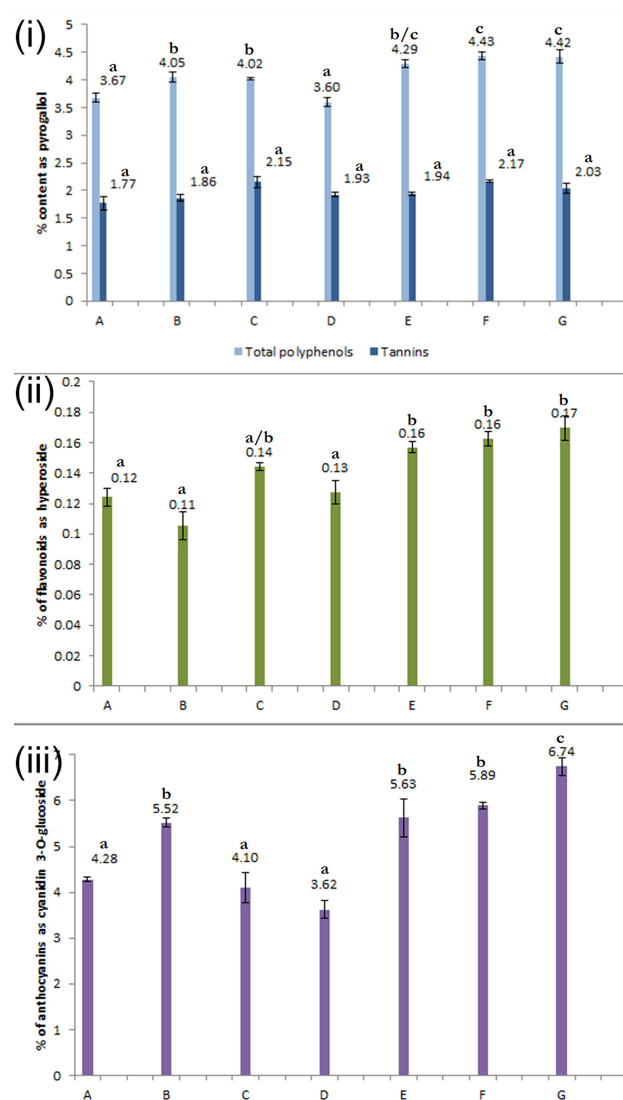 (i)
% content as pyrogallol
5
4.5
4
3.5
3
2.5
2
1.5
1
0.5
0
a
3.67
a
1.77
b
4.05
a
1.86
b
4.02
a
2.15
a
3.60
a
1.93
b/c
4.29
a
1.94
c
4.43
a
2.17
c
4.42
a
2.03
A B C D E F G
Total polyphenols Tannins
(ii)
% of flavonoids as hyperoside
0.2
0.18
0.16
0.14
0.12
0.1
0.08
0.06
0.04
0.02
0
a
0.12
a
0.11
a/b
0.14
a
0.13
b
0.16
b
0.16
b
0.17
A B C D E F G
(iii)
% of anthocyanins as cyanidin 3-O-glucoside
7
6
5
4
3
2
1
0
a
4.28
b
5.52
a
4.10
a
3.62
b
5.63
b
5.89
c
6.74
A B C D E F G